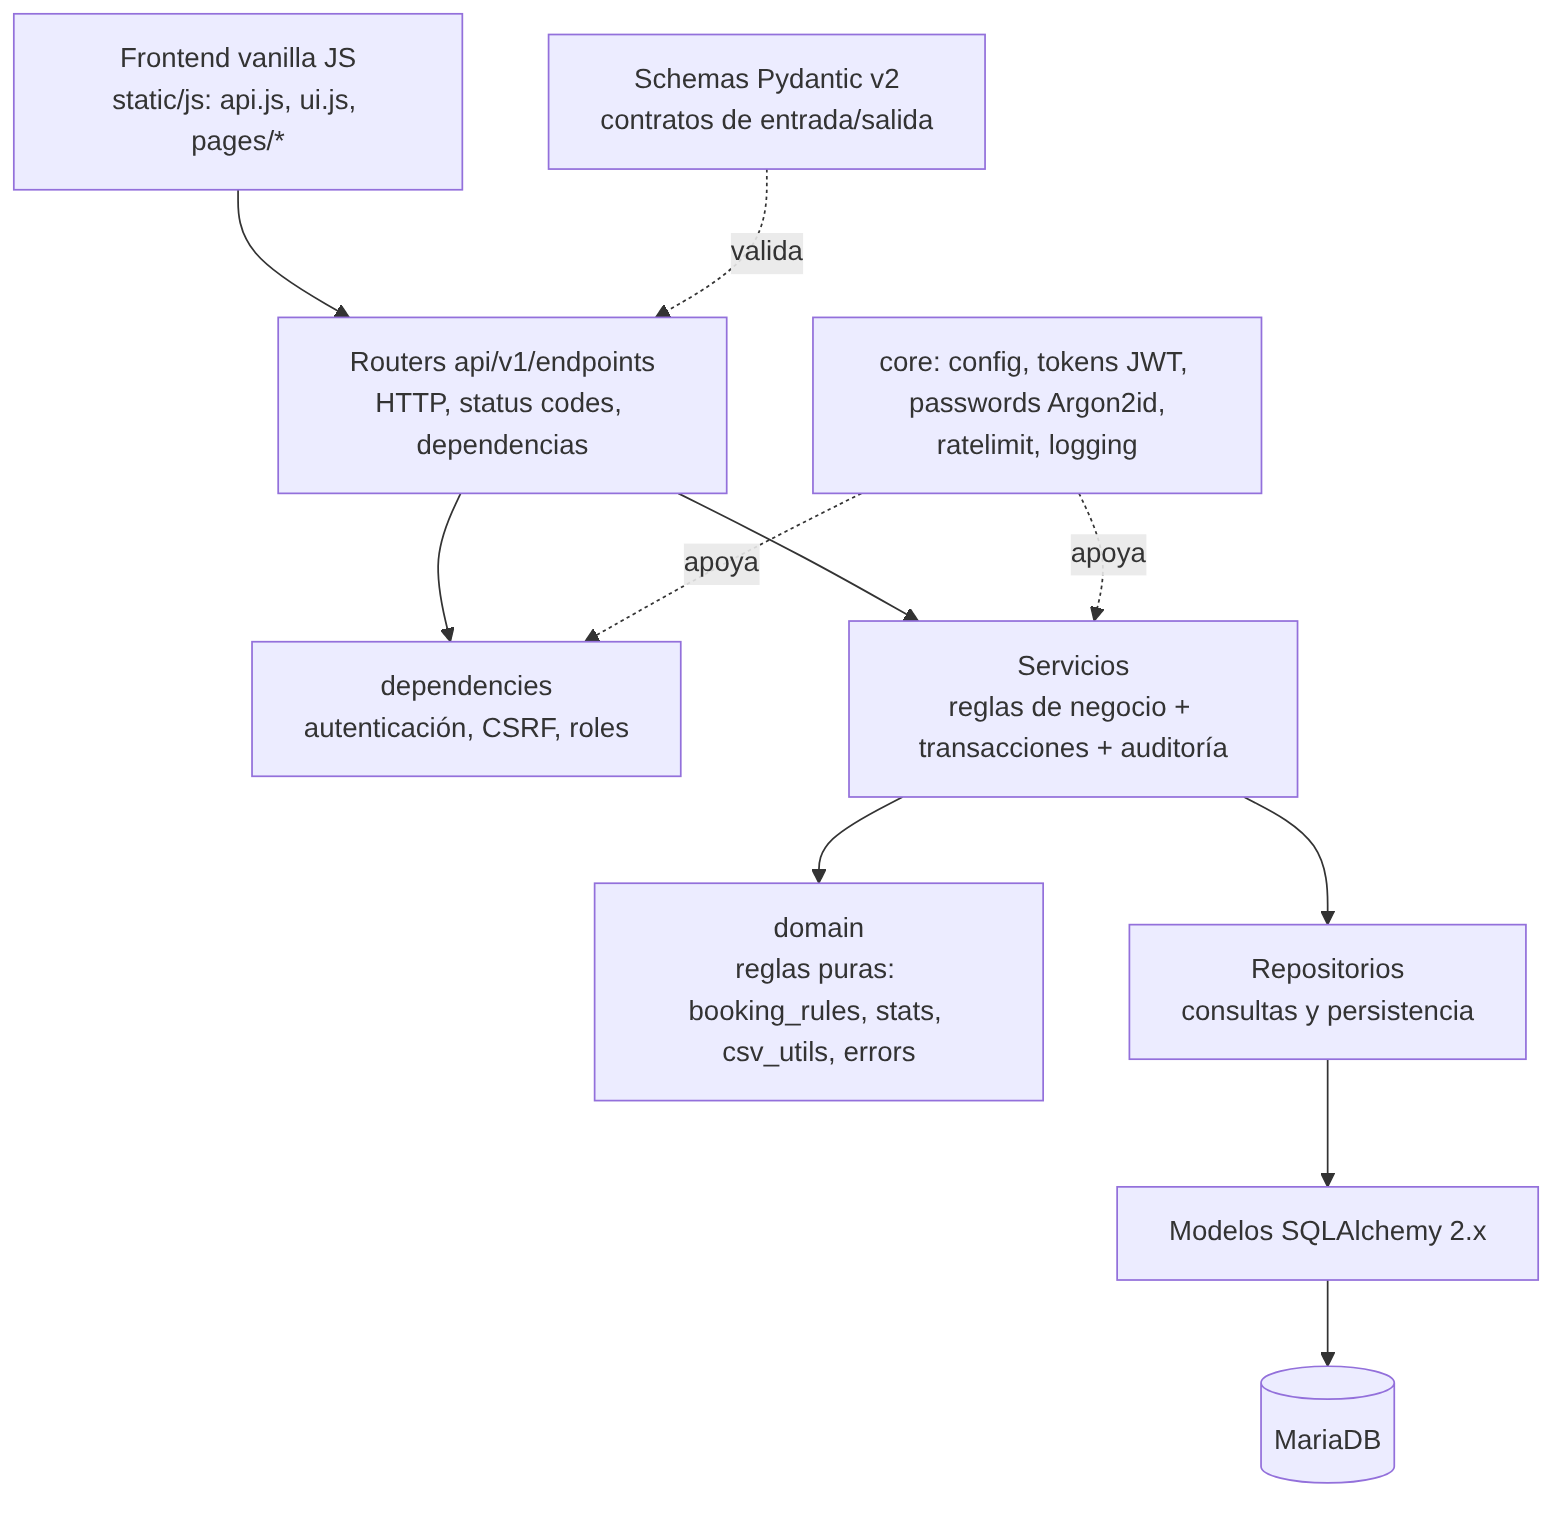 Frontend vanilla JS
static/js: api.js, ui.js,
pages/*
Schemas Pydantic v2
contratos de entrada/salida
valida
Routers api/v1/endpoints
HTTP, status codes,
dependencias
core: config, tokens JWT,
passwords Argon2id,
ratelimit, logging
apoya
apoya
dependencies
autenticación, CSRF, roles
Servicios
reglas de negocio +
transacciones + auditoría
domain
reglas puras:
booking_rules, stats,
csv_utils, errors
Repositorios
consultas y persistencia
Modelos SQLAlchemy 2.x
MariaDB